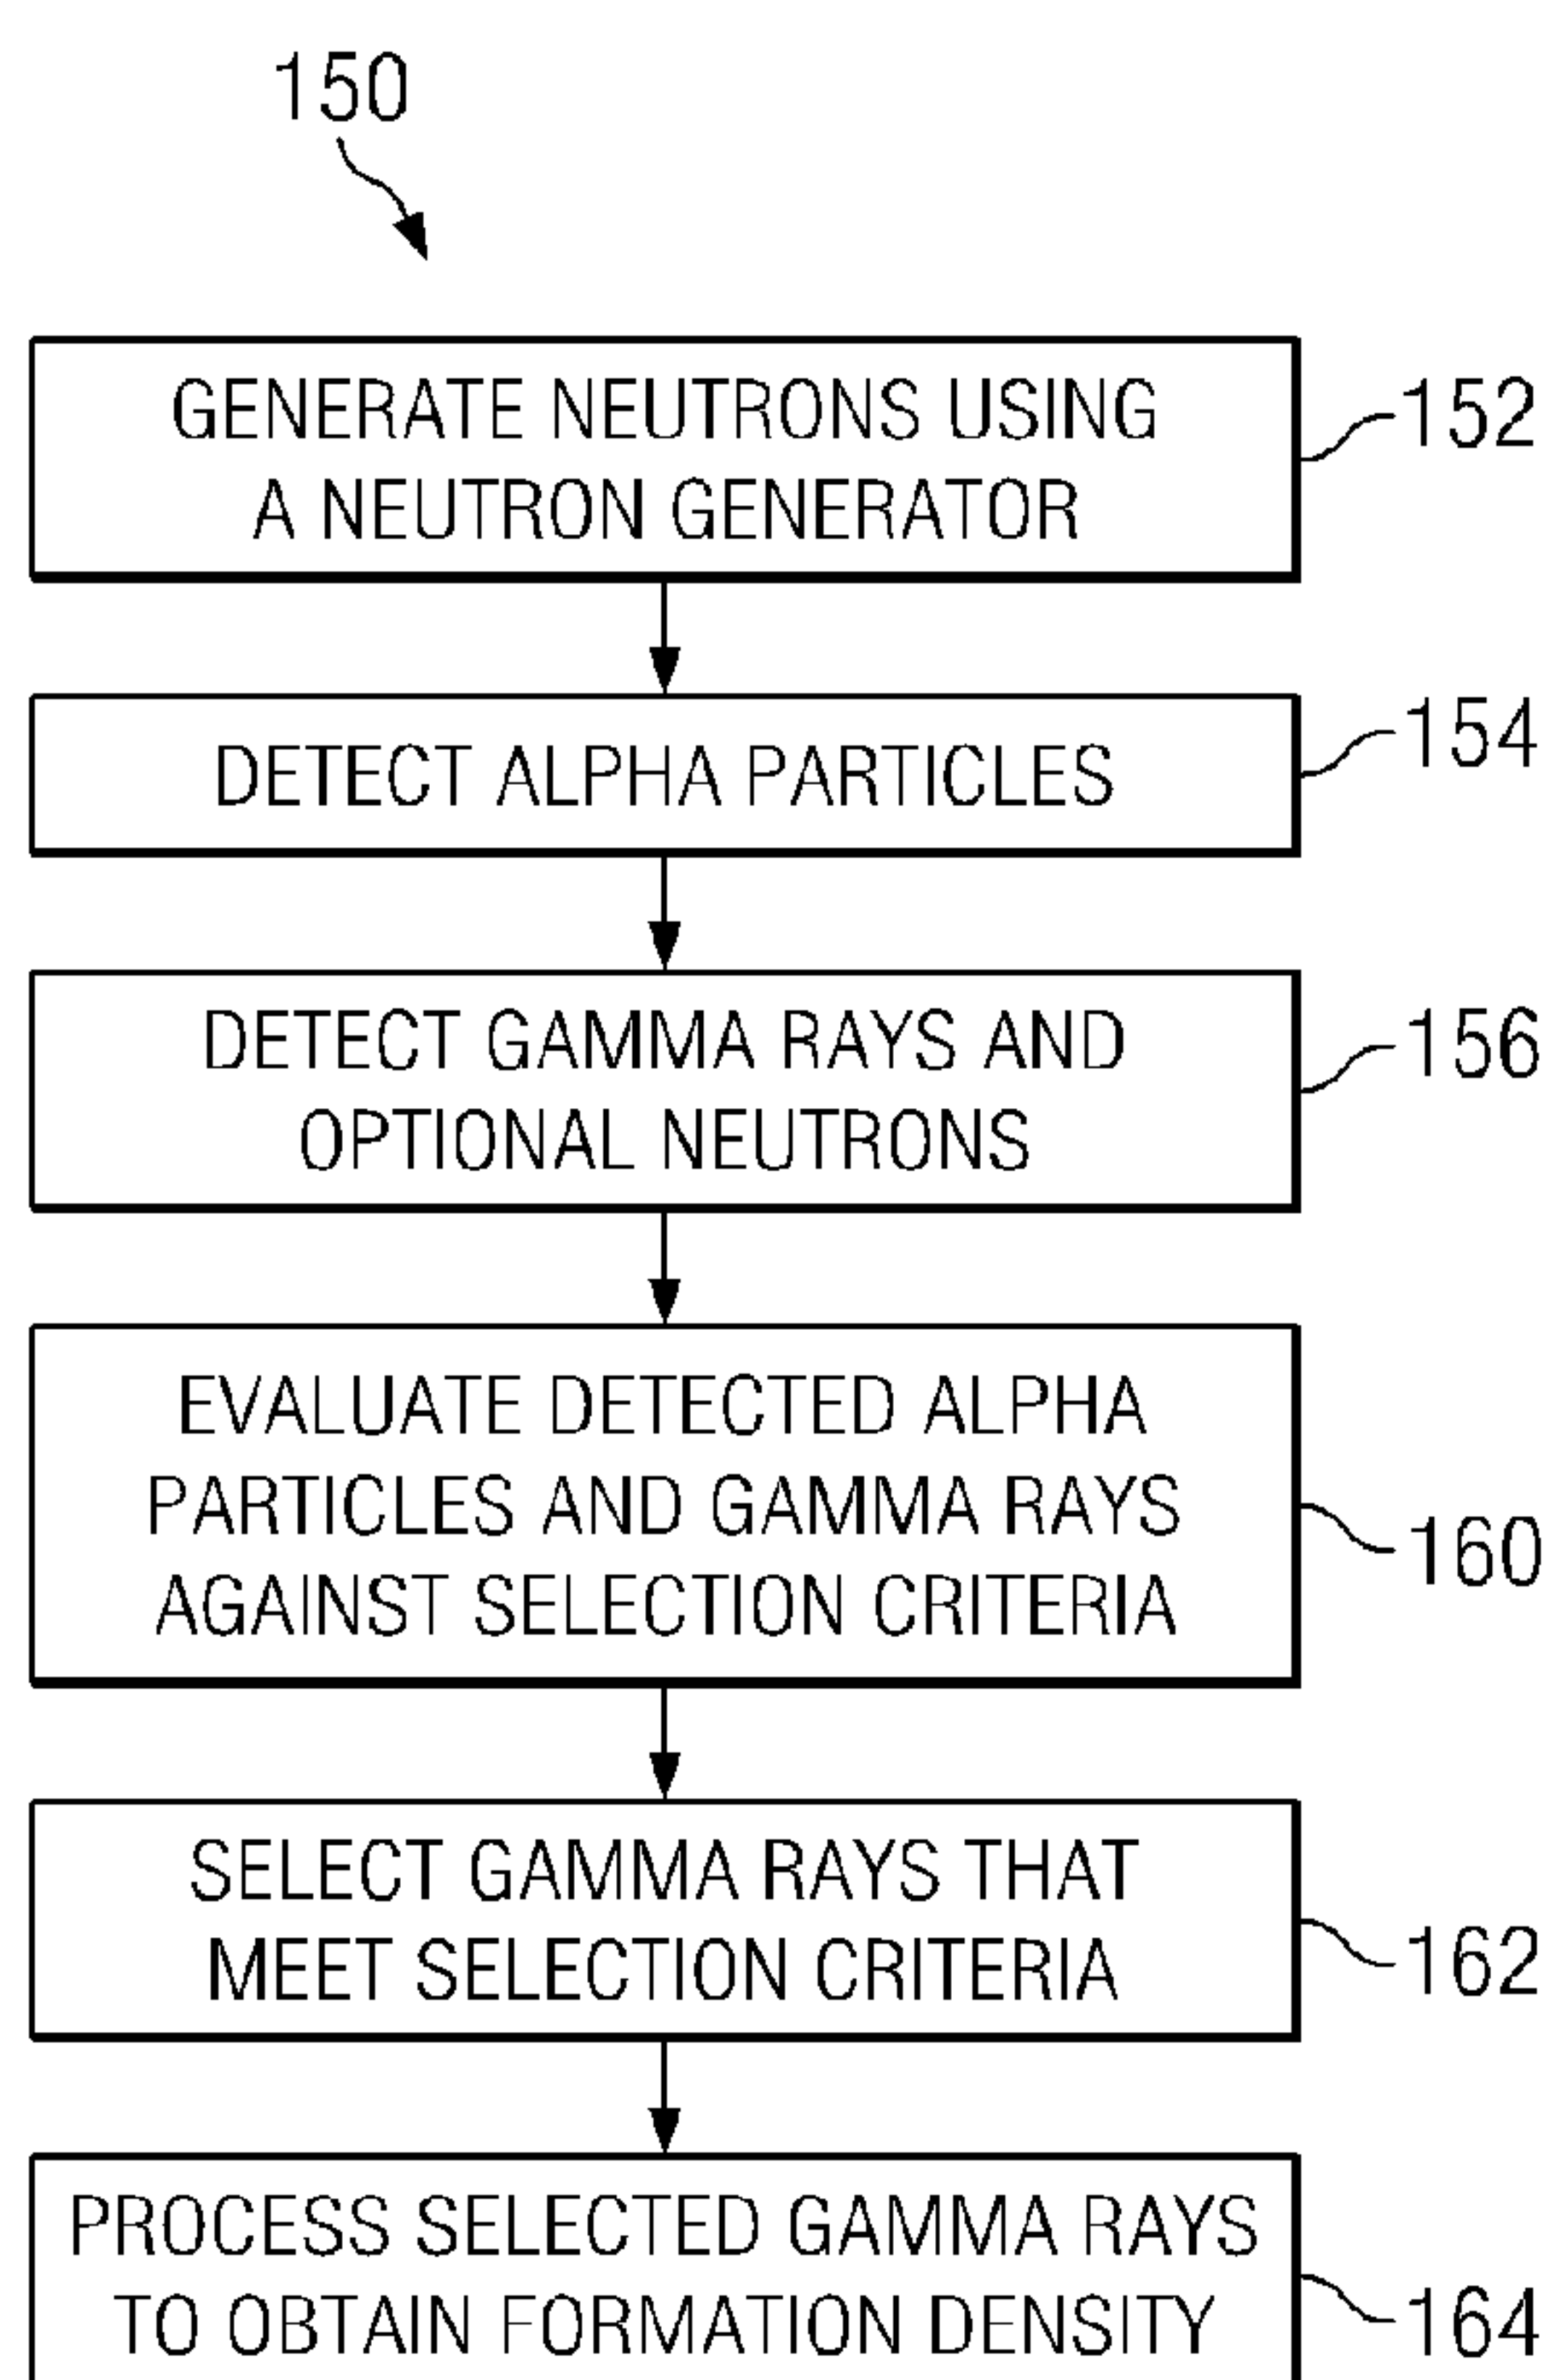 150
GENERATE NEUTRONS USING
A NEUTRON GENERATOR
152
DETECT ALPHA PARTICLES
154
DETECT GAMMA RAYS AND
OPTIONAL NEUTRONS
156
EVALUATE DETECTED ALPHA
PARTICLES AND GAMMA RAYS
AGAINST SELECTION CRITERIA
160
SELECT GAMMA RAYS THAT
MEET SELECTION CRITERIA
162
PROCESS SELECTED GAMMA RAYS
TO OBTAIN FORMATION DENSITY
164